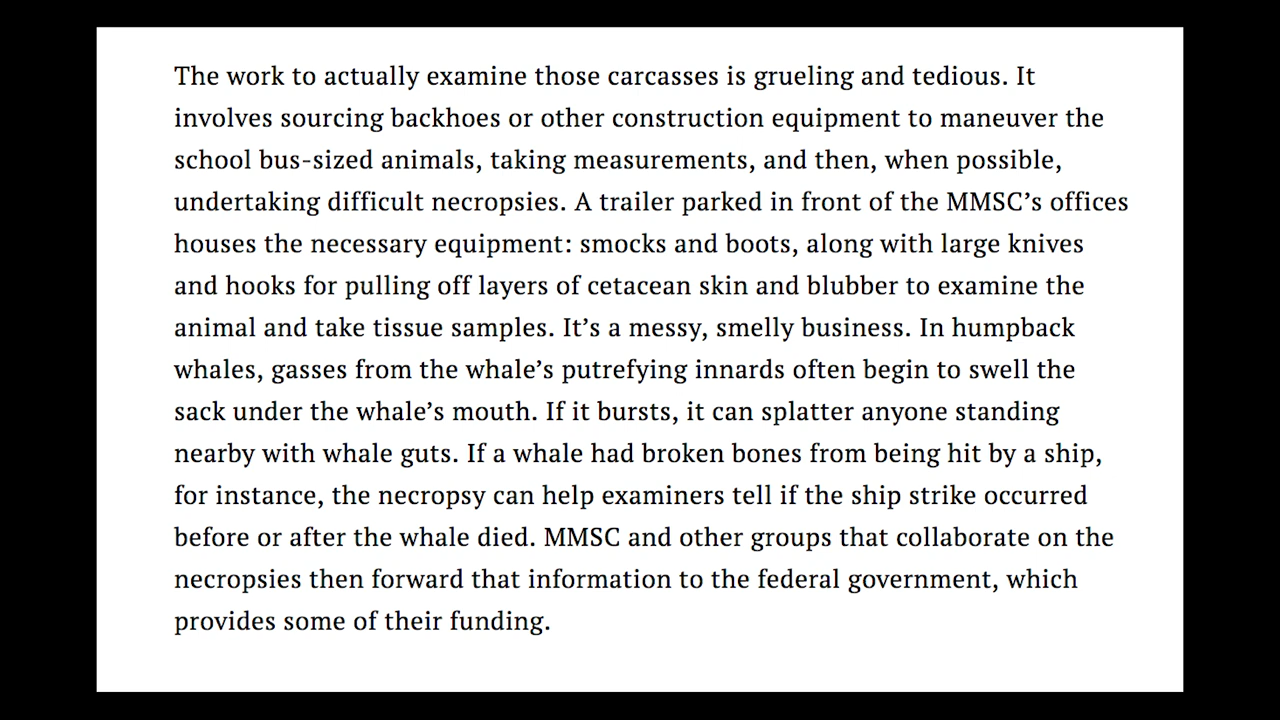 The work to actually examine those carcasses is grueling and tedious. It
involves sourcing backhoes or other construction equipment to maneuver the
school bus-sized animals, taking measurements, and then, when possible,
undertaking difficult necropsies. A trailer parked in front of the MMSC’s offices
houses the necessary equipment: smocks and boots, along with large knives
and hooks for pulling off layers of cetacean skin and blubber to examine the
animal and take tissue samples. It’s a messy, smelly business. In humpback
whales, gasses from the whale’s putrefying innards often begin to swell the
sack under the whale’s mouth. If it bursts, it can splatter anyone standing
nearby with whale guts. If a whale had broken bones from being hit by a ship,
for instance, the necropsy can help examiners tell if the ship strike occurred
before or after the whale died. MMSC and other groups that collaborate on the
necropsies then forward that information to the federal government, which
provides some of their funding.